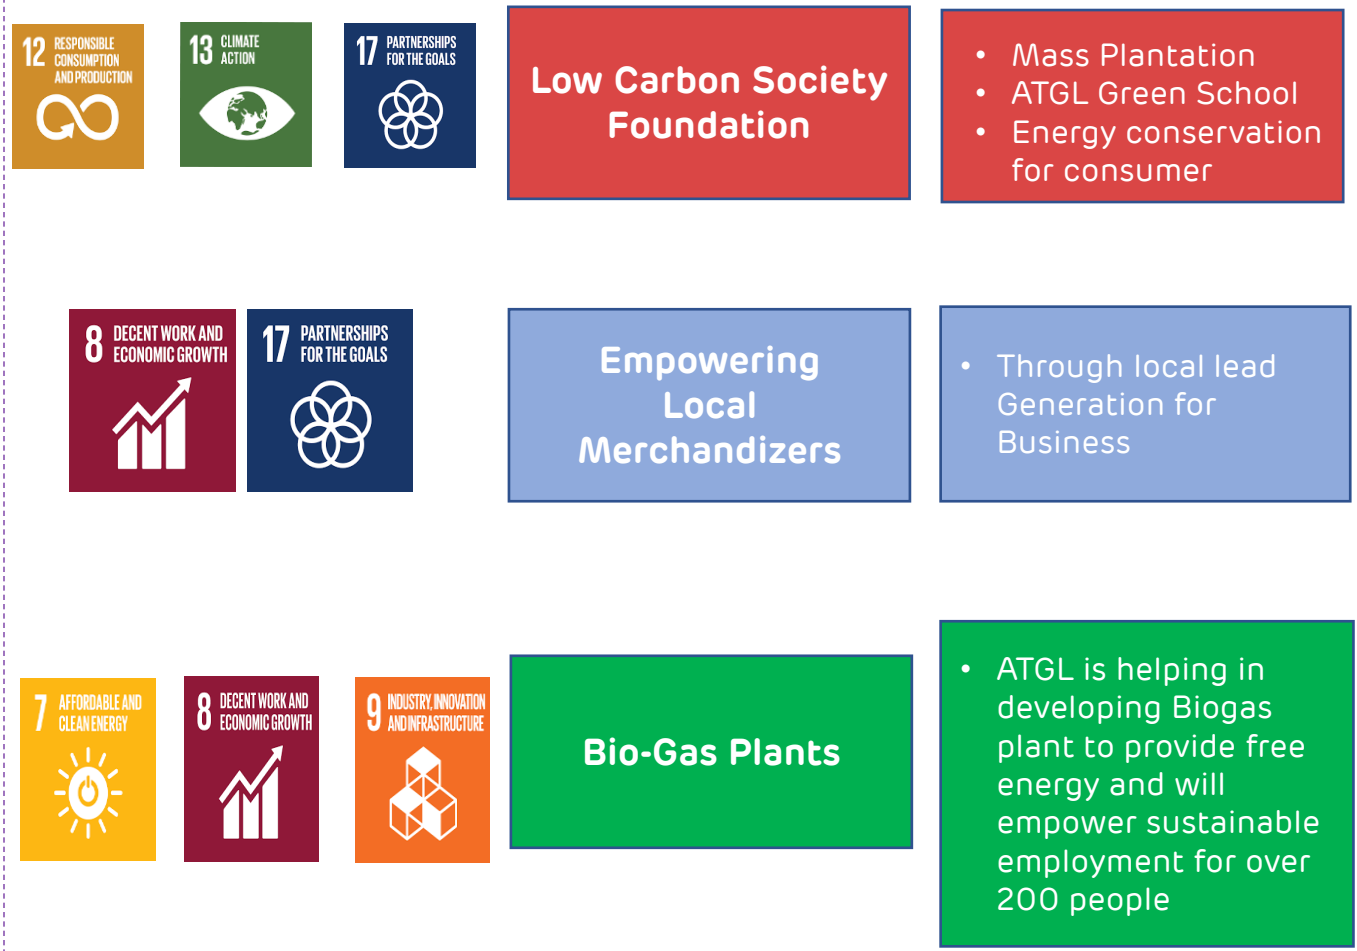 12 RESPONSIBLE
CONSUMPTION
AND PRODUCTION
13 CLIMATE
ACTION
17 PARTNERSHIPS
FOR THE GOALS
Low Carbon Society
Foundation
• Mass Plantation
• ATGL Green School
• Energy conservation
for consumer
8 DECENT WORK AND
ECONOMIC GROWTH
17 PARTNERSHIPS
FOR THE GOALS
Empowering
Local
Merchandizers
• Through local lead
Generation for
Business
7 AFFORDABLE AND
CLEAN ENERGY
8 DECENT WORK AND
ECONOMIC GROWTH
9 INDUSTRY, INNOVATION
AND INFRASTRUCTURE
Bio-Gas Plants
• ATGL is helping in
developing Biogas
plant to provide free
energy and will
empower sustainable
employment for over
200 people